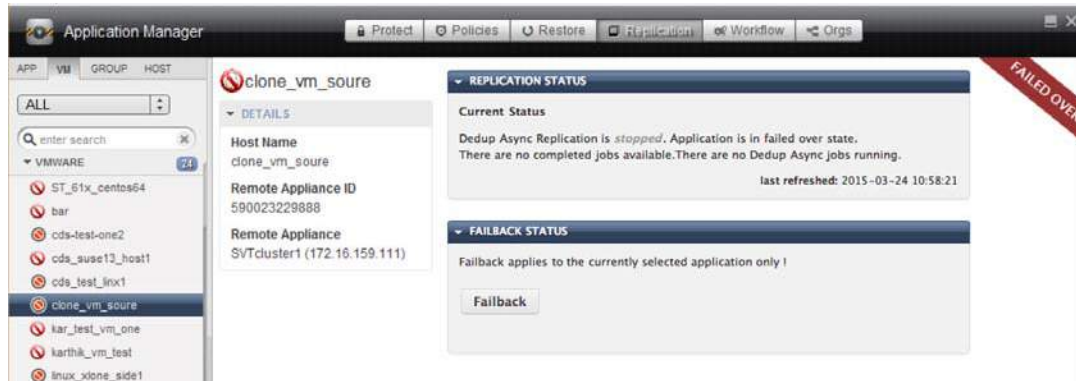 Application Manager
Protect
Policies
Restore
Replication
Workflow
Orgs
APP VM GROUP HOST
ALL
enter search
VMWARE 74
ST_61x_centos64
bar
cds-test-one2
cds_suse13_host1
cds_test_linx1
clone_vm_soure
kar_test_vm_one
karthik_vm_test
linux_xlone_side1
clone_vm_soure
DETAILS
Host Name
clone_vm_soure
Remote Appliance ID
590023229888
Remote Appliance
SVTcluster1 (172.16.159.111)
REPLICATION STATUS
Current Status
Dedup Async Replication is stopped. Application is in failed over state.
There are no completed jobs available.There are no Dedup Async jobs running.
last refreshed: 2015-03-24 10:58:21
FAILBACK STATUS
Failback applies to the currently selected application only !
Failback
FAILED OVER